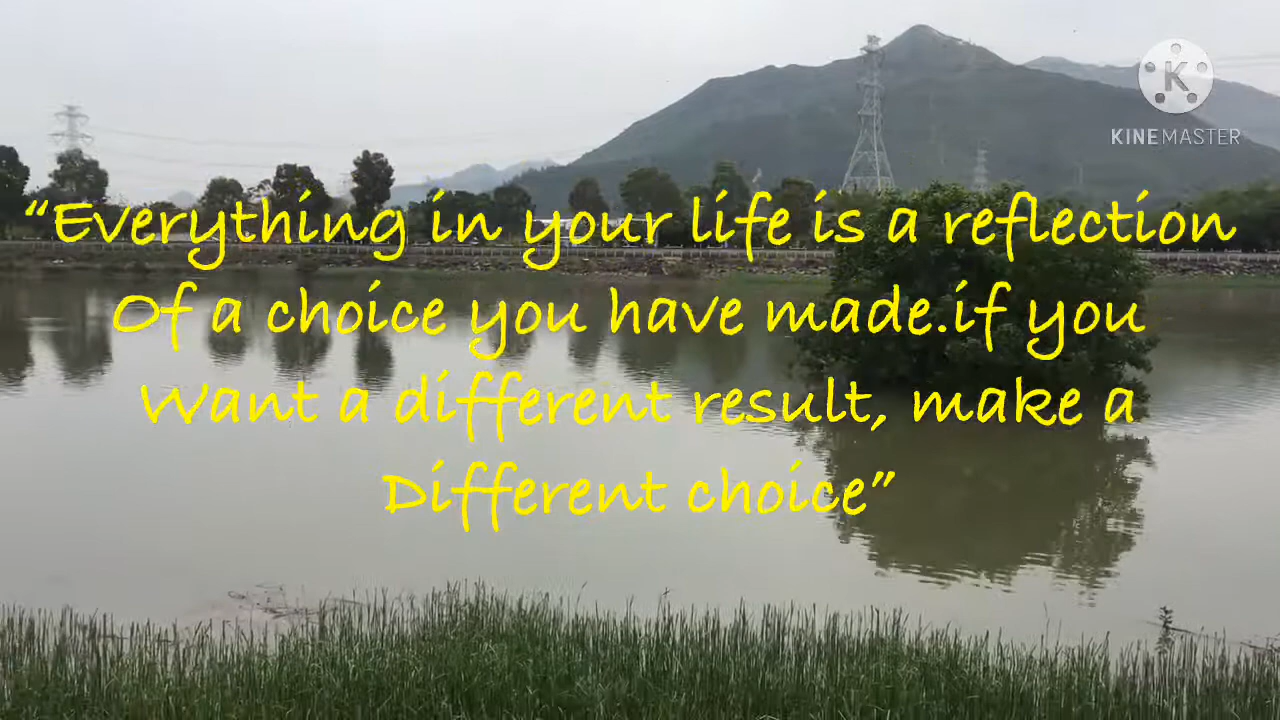 K
KINEMASTER
“Everything in your life is a reflection
Of a choice you have made.if you
Want a different result, make a
Different choice”